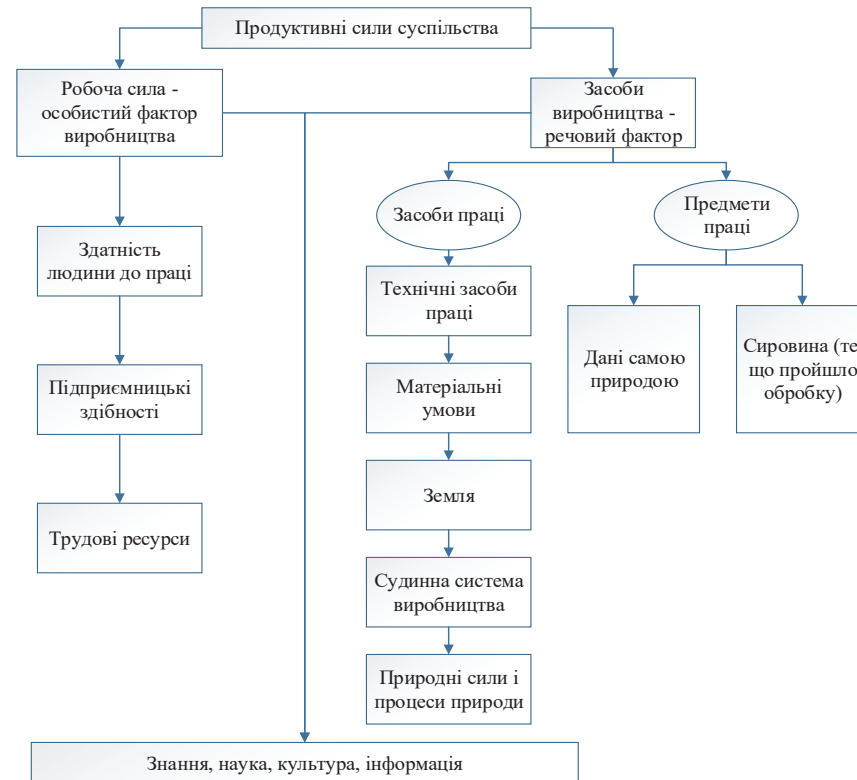 Продуктивні сили суспільства
Робоча сила -
особистий фактор
виробництва
Засоби
виробництва -
речовий фактор
Засоби праці
Предмети
праці
Здатність
людини до праці
Технічні засоби
праці
Дані самою
природою
Сировина (те,
що пройшло
обробку)
Підприємницькі
здібності
Матеріальні
умови
Земля
Трудові ресурси
Судинна система
виробництва
Природні сили і
процеси природи
Знання, наука, культура, інформація